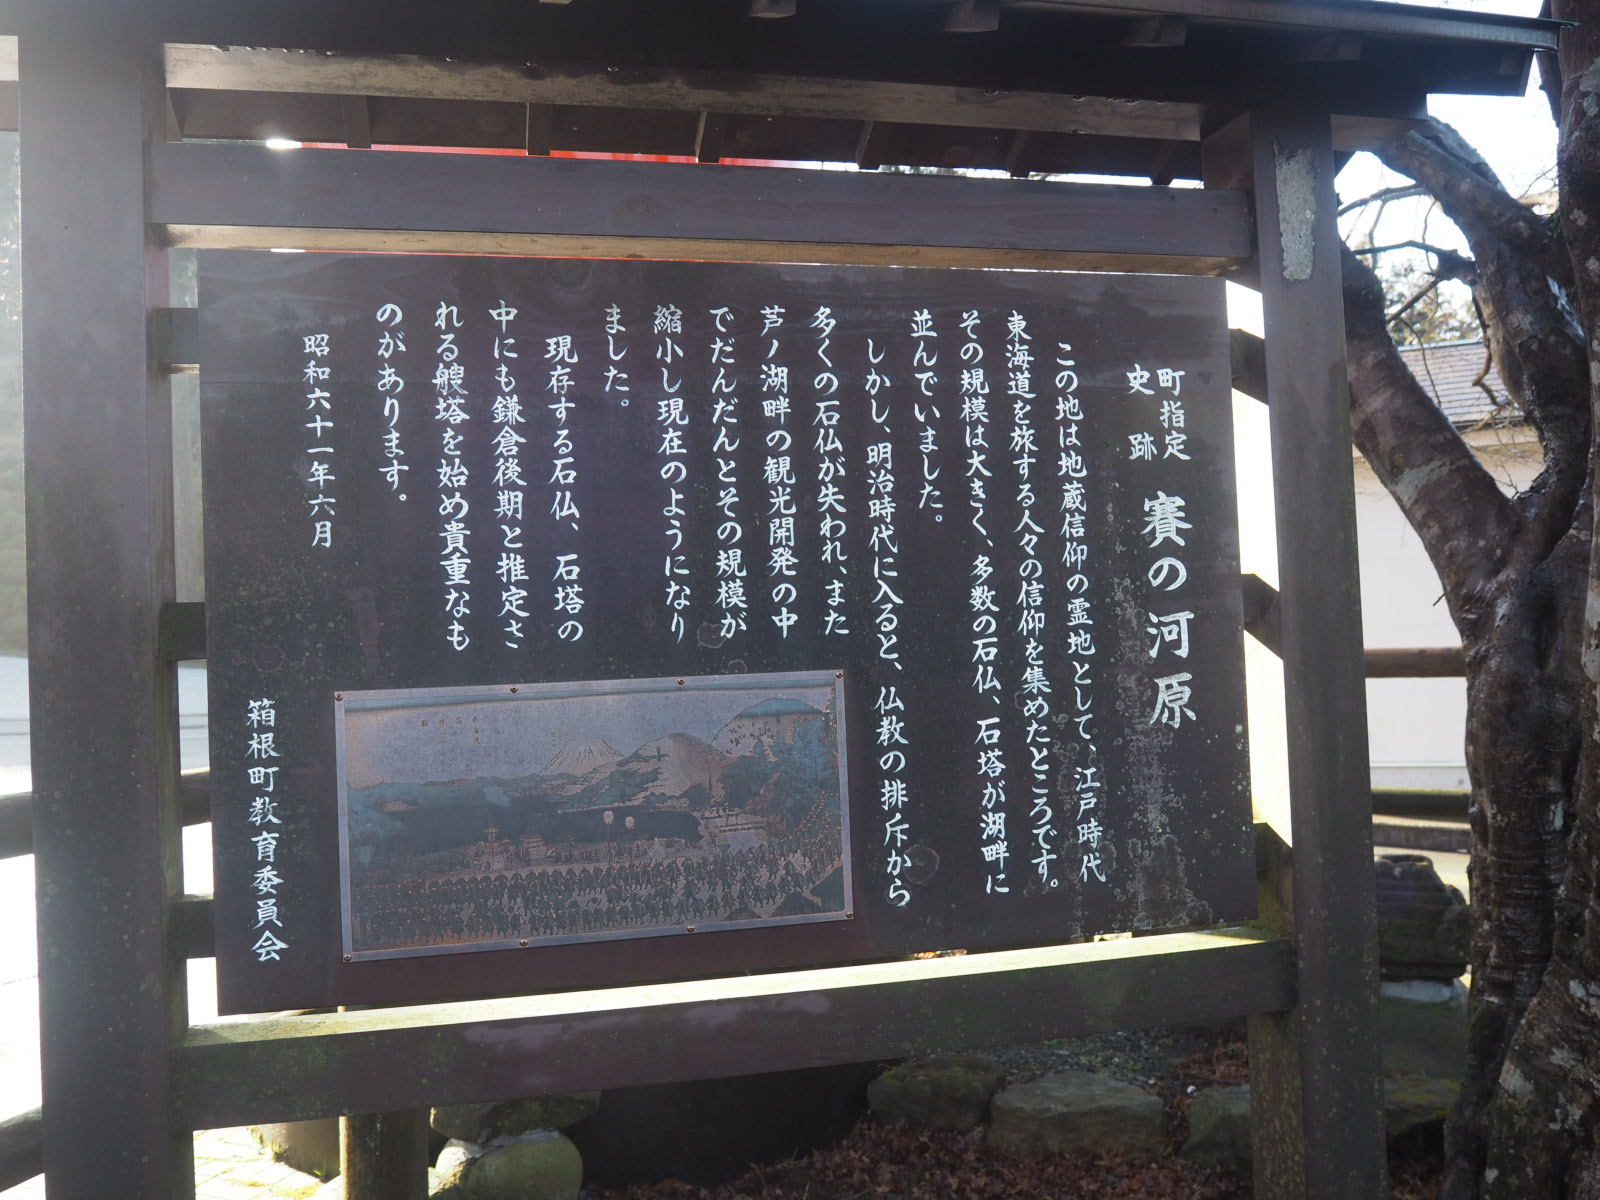 町指定
史跡
賽の河原
この地は地蔵信仰の霊地として、江戸時代
東海道を旅する人々の信仰を集めたところです。
その規模は大きく、多数の石仏、石塔が湖畔に
並んでいました。
しかし、明治時代に入ると、仏教の排斥から
多くの石仏が失われ、また
芦ノ湖畔の観光開発の中
でだんだんとその規模が
縮小し現在のようになり
ました。
現存する石仏、石塔の
中にも鎌倉後期と推定さ
れる艘塔を始め貴重なも
のがあります。
昭和六十一年六月
箱根町教育委員会